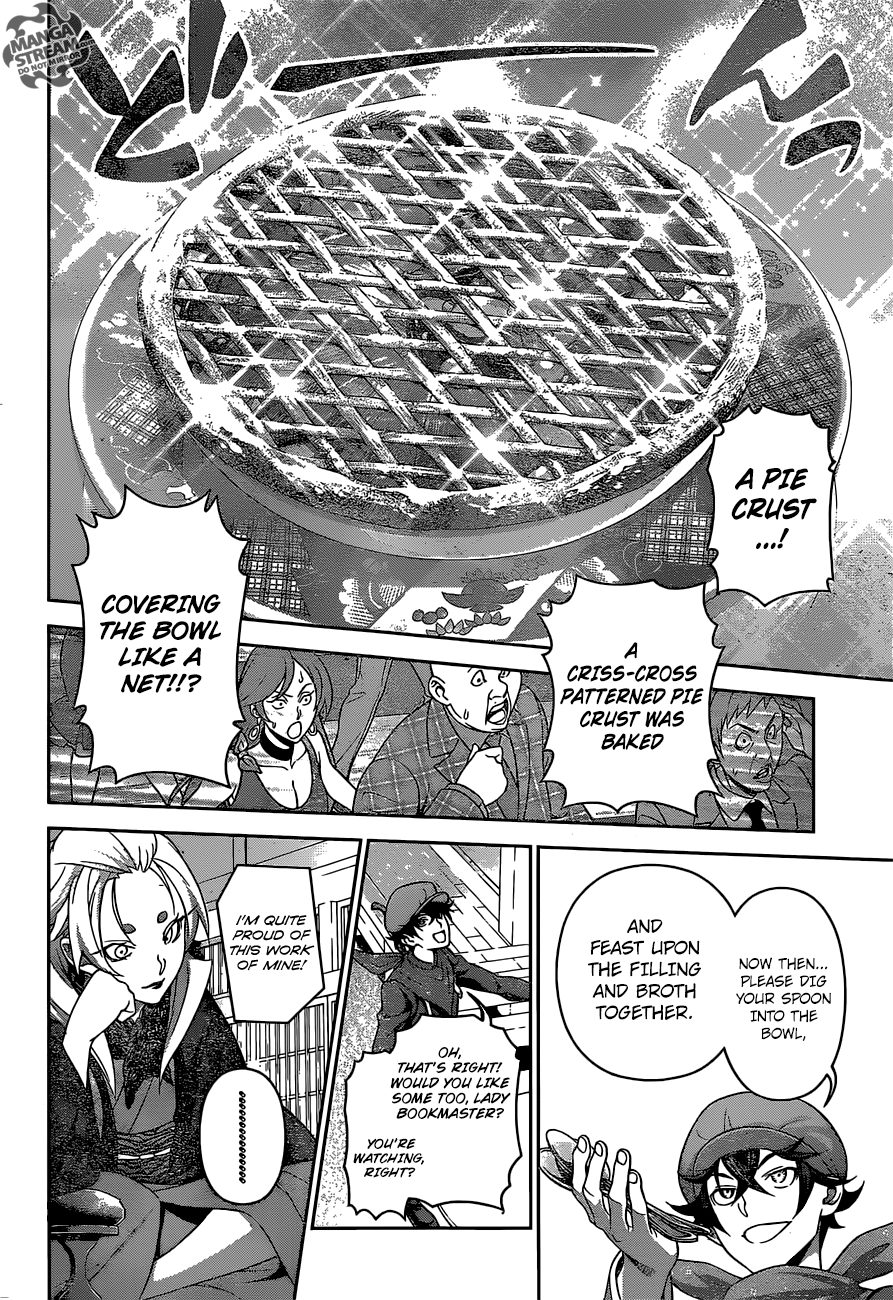 MANGA
STREAM
DO NOT MIRROR
ドーン
A PIE
CRUST
...!
A
CRISS-CROSS
PATTERNED PIE
CRUST WAS
BAKED
COVERING
THE BOWL
LIKE A
NET!!?
NOW THEN...
PLEASE DIG
YOUR SPOON
INTO THE
BOWL,
AND
FEAST UPON
THE FILLING
AND BROTH
TOGETHER.
OH,
THAT'S RIGHT!
WOULD YOU LIKE
SOME TOO, LADY
BOOKMASTER?
YOU'RE
WATCHING,
RIGHT?
I'M QUITE
PROUD OF
THIS WORK
OF MINE!